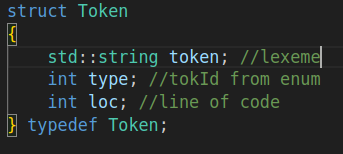 struct Token
{
    std::string token; //lexeme
    int type; //tokId from enum
    int loc; //line of code
} typedef Token;